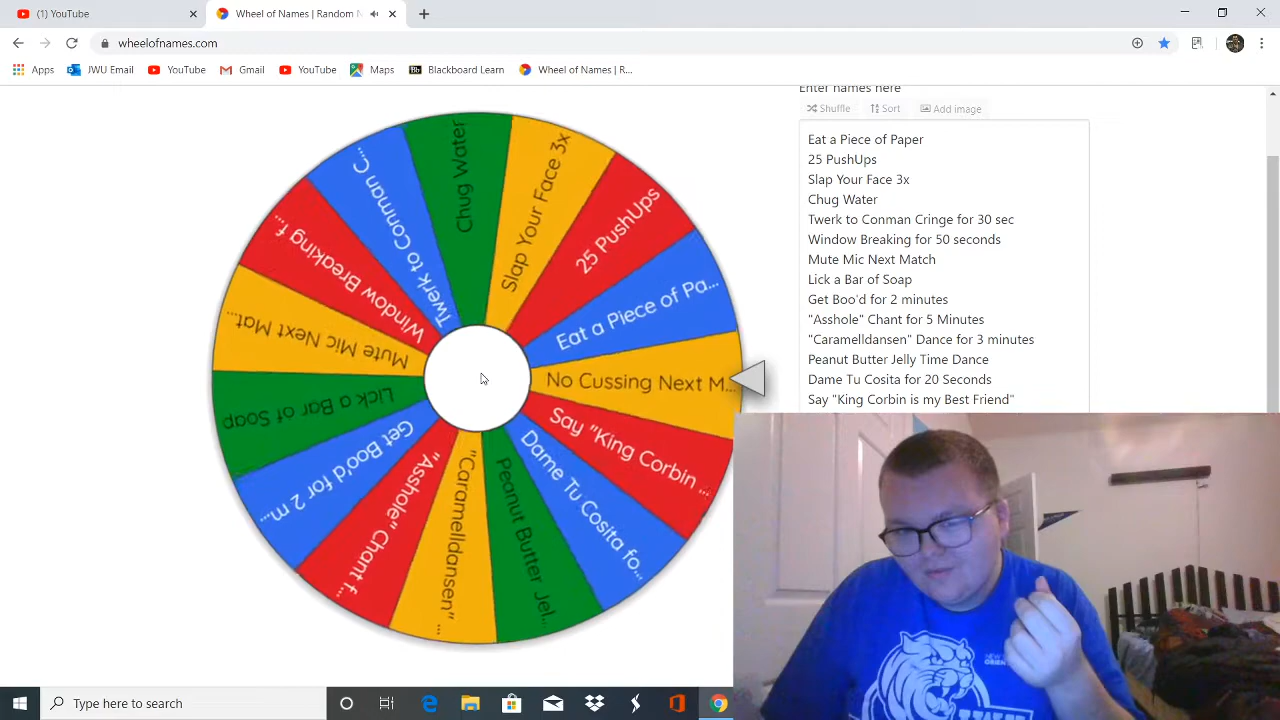 (1) YouTube
Wheel of Names | Random N
wheelofnames.com
Apps
JWU Email
YouTube
Gmail
YouTube
Maps
Bb
Blackboard Learn
Wheel of Names | R...
Enter names here
Shuffle
Sort
Add image
Eat a Piece of Paper
25 PushUps
Slap Your Face 3x
Chug Water
Twerk to Conman Cringe for 30 sec
Window Breaking for 50 seconds
Mute Mic Next Match
Lick a Bar of Soap
Get Boo'd for 2 minutes
"Asshole" Chant for 5 Minutes
"Caramelldansen" Dance for 3 minutes
Peanut Butter Jelly Time Dance
Dame Tu Cosita for 20 Seconds
Say "King Corbin is my Best Friend"
Chug Water
Slap Your Face 3x
25 PushUps
Eat a Piece of Pa...
No Cussing Next M...
Say "King Corbin ...
Dame Tu Cosita fo...
Peanut Butter Jel...
"Caramelldansen" ...
"Asshole" Chant f...
Get Boo'd for 2 m...
Lick a Bar of Soap
Mute Mic Next Mat...
Window Breaking f...
Twerk to Conman C...
Type here to search